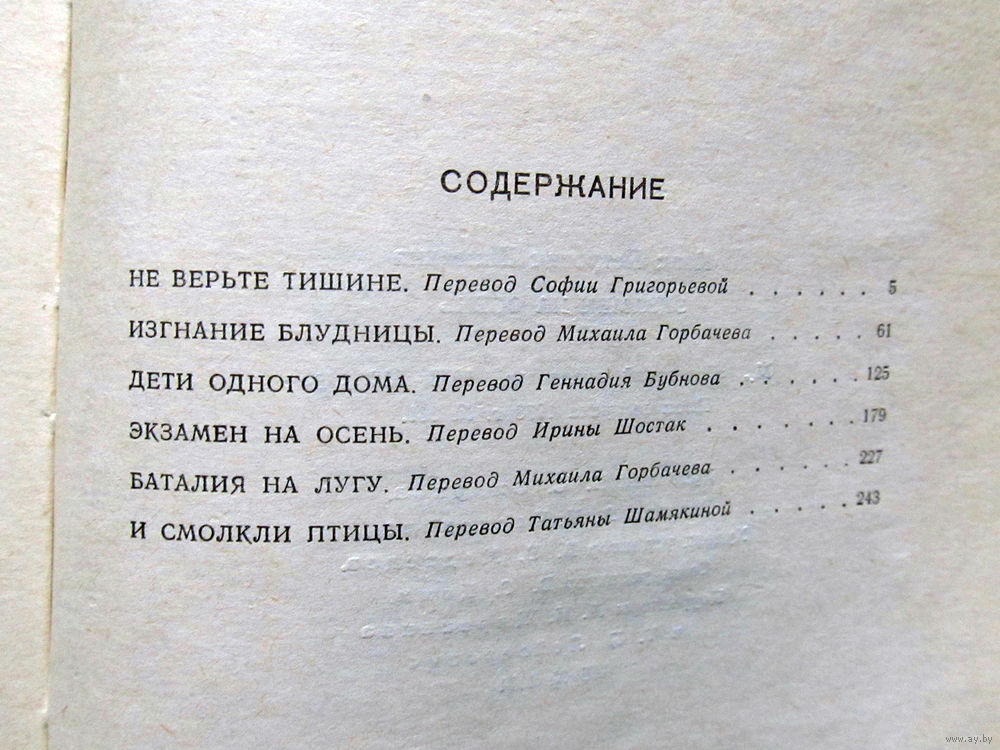 СОДЕРЖАНИЕ
НЕ ВЕРЬТЕ ТИШИНЕ. Перевод Софии Григорьевой . . . . . . 5
ИЗГНАНИЕ БЛУДНИЦЫ. Перевод Михаила Горбачева . . . . . 61
ДЕТИ ОДНОГО ДОМА. Перевод Геннадия Бубнова . . . . . . 125
ЭКЗАМЕН НА ОСЕНЬ. Перевод Ирины Шостак . . . . . . 179
БАТАЛИЯ НА ЛУГУ. Перевод Михаила Горбачева . . . . . 227
И СМОЛКЛИ ПТИЦЫ. Перевод Татьяны Шамякиной . . . . . 243
www.ay.by